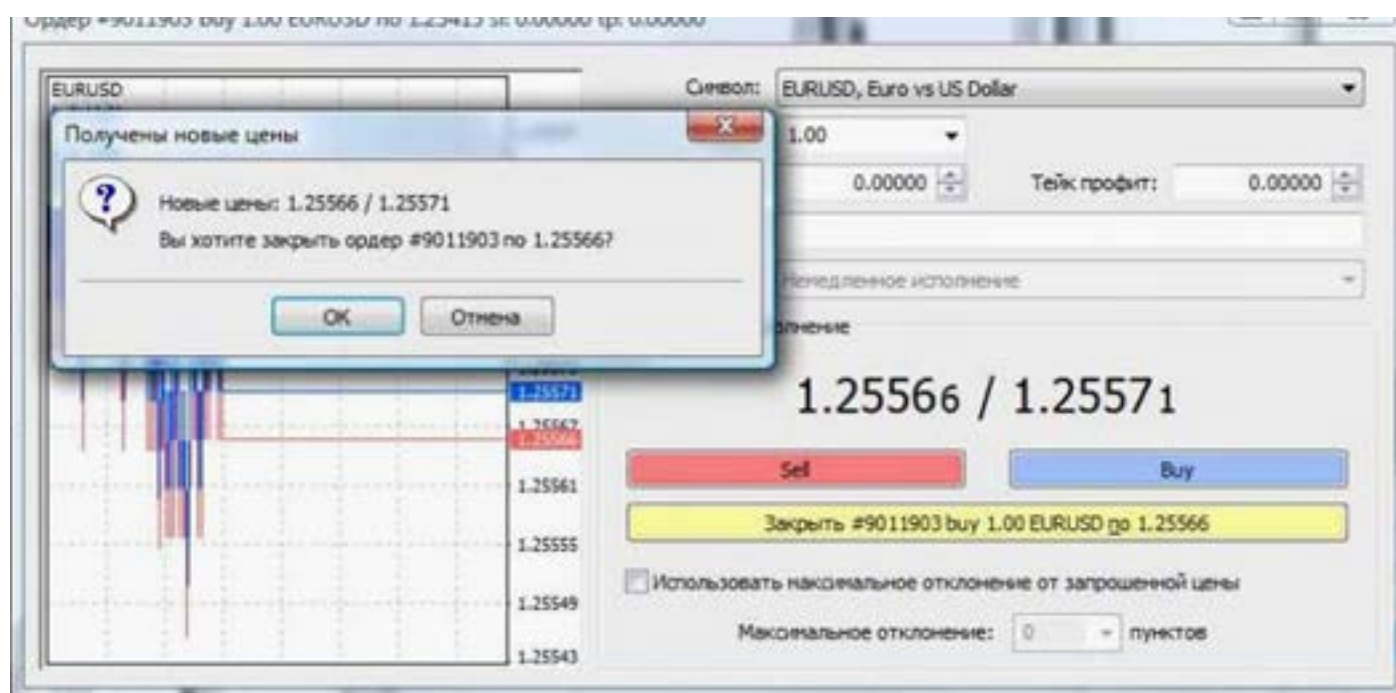 Ордер #9011903 buy 1.00 EURUSD по 1.25415 sl: 0.00000 tp: 0.00000
EURUSD
Символ: EURUSD, Euro vs US Dollar
Получены новые цены
1.00
Новые цены: 1.25566 / 1.25571
Вы хотите закрыть ордер #9011903 по 1.25566?
0.00000 Тейк профит: 0.00000
Немедленное исполнение
OK Отмена
1.25571
1.25567
1.25566
1.25566 / 1.25571
Sell Buy
1.25561
Закрыть #9011903 buy 1.00 EURUSD по 1.25566
1.25555
Использовать максимальное отклонение от запрошенной цены
1.25549
Максимальное отклонение: 0 пунктов
1.25543